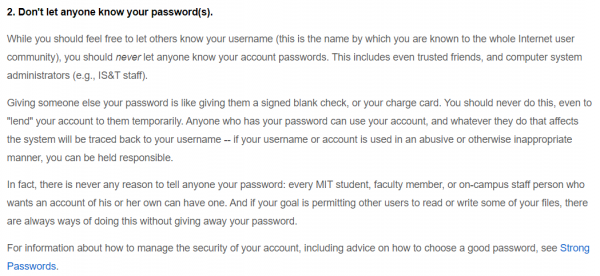 2. Don't let anyone know your password(s).
While you should feel free to let others know your username (this is the name by which you are known to the whole Internet user
community), you should never let anyone know your account passwords. This includes even trusted friends, and computer system
administrators (e.g., IS&T staff).
Giving someone else your password is like giving them a signed blank check, or your charge card. You should never do this, even to
"lend" your account to them temporarily. Anyone who has your password can use your account, and whatever they do that affects
the system will be traced back to your username -- if your username or account is used in an abusive or otherwise inappropriate
manner, you can be held responsible.
In fact, there is never any reason to tell anyone your password: every MIT student, faculty member, or on-campus staff person who
wants an account of his or her own can have one. And if your goal is permitting other users to read or write some of your files, there
are always ways of doing this without giving away your password.
For information about how to manage the security of your account, including advice on how to choose a good password, see Strong
Passwords.